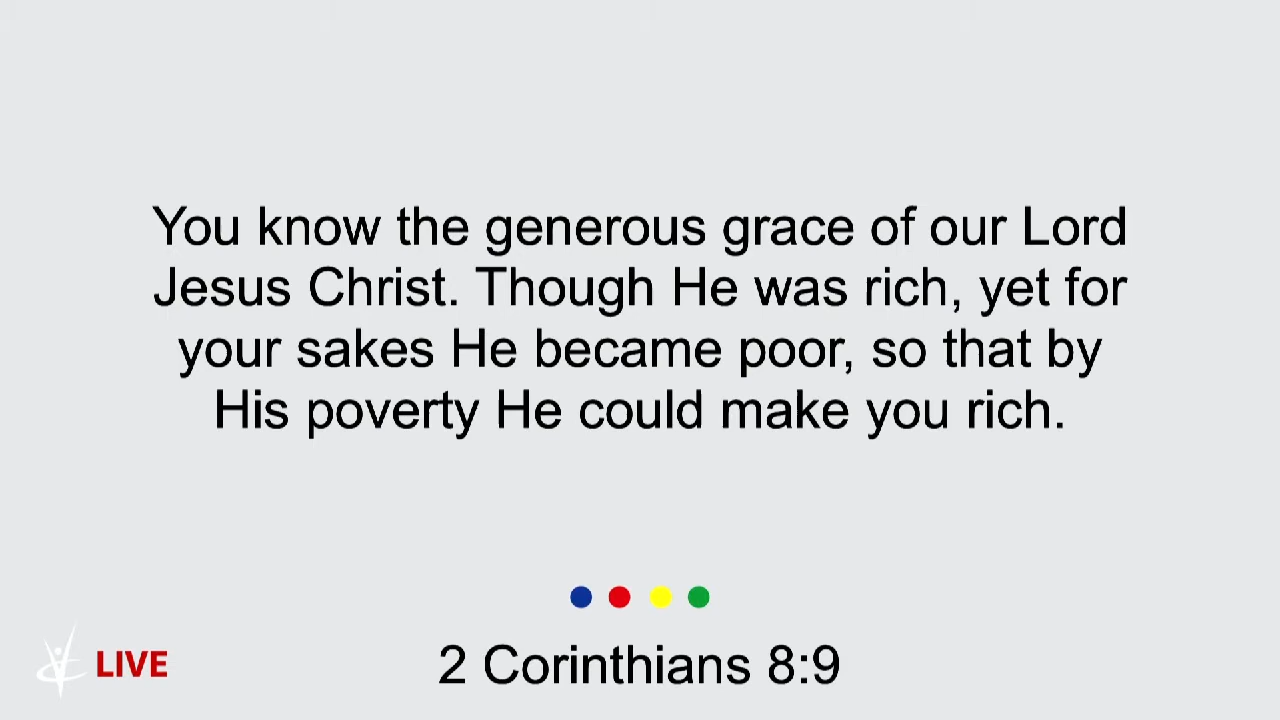 You know the generous grace of our Lord
Jesus Christ. Though He was rich, yet for
your sakes He became poor, so that by
His poverty He could make you rich.
LIVE
2 Corinthians 8:9